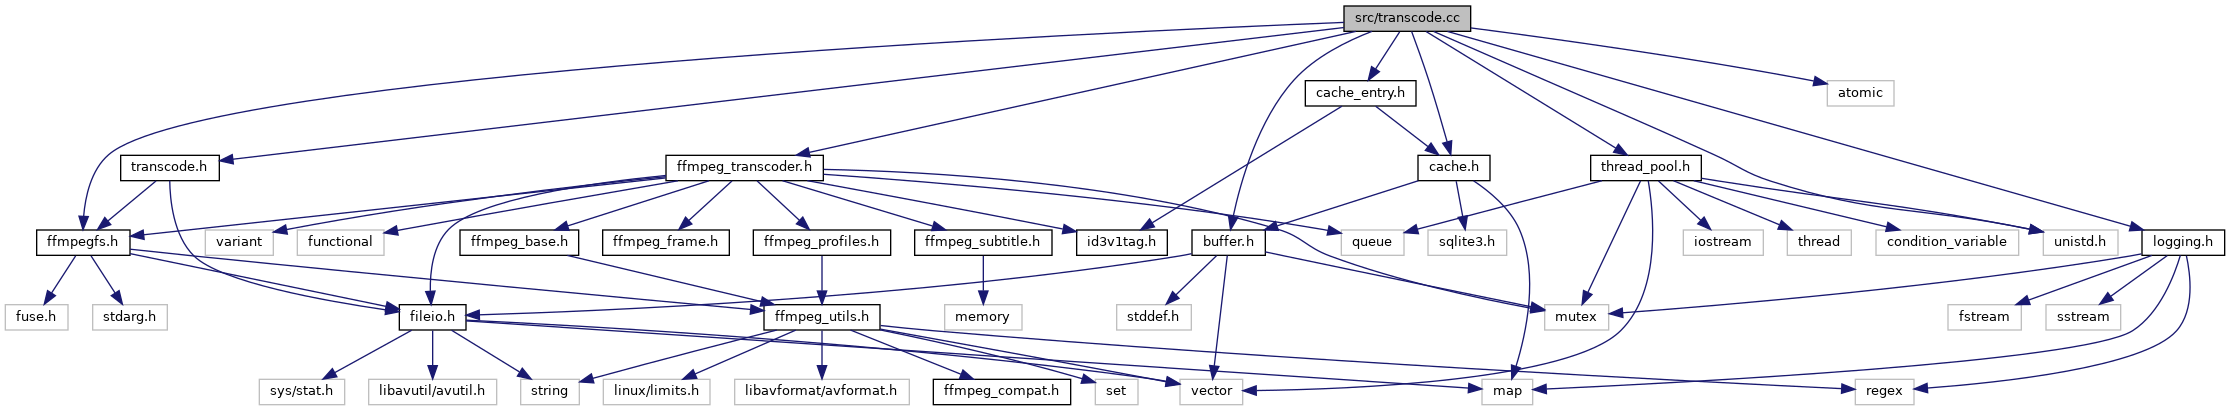 src/transcode.cc
cache_entry.h
atomic
transcode.h
ffmpeg_transcoder.h
cache.h
thread_pool.h
ffmpegfs.h
variant
functional
ffmpeg_base.h
ffmpeg_frame.h
ffmpeg_profiles.h
ffmpeg_subtitle.h
id3v1tag.h
buffer.h
queue
sqlite3.h
iostream
thread
condition_variable
unistd.h
logging.h
fuse.h
stdarg.h
fileio.h
ffmpeg_utils.h
memory
stddef.h
mutex
fstream
sstream
sys/stat.h
libavutil/avutil.h
string
linux/limits.h
libavformat/avformat.h
ffmpeg_compat.h
set
vector
map
regex